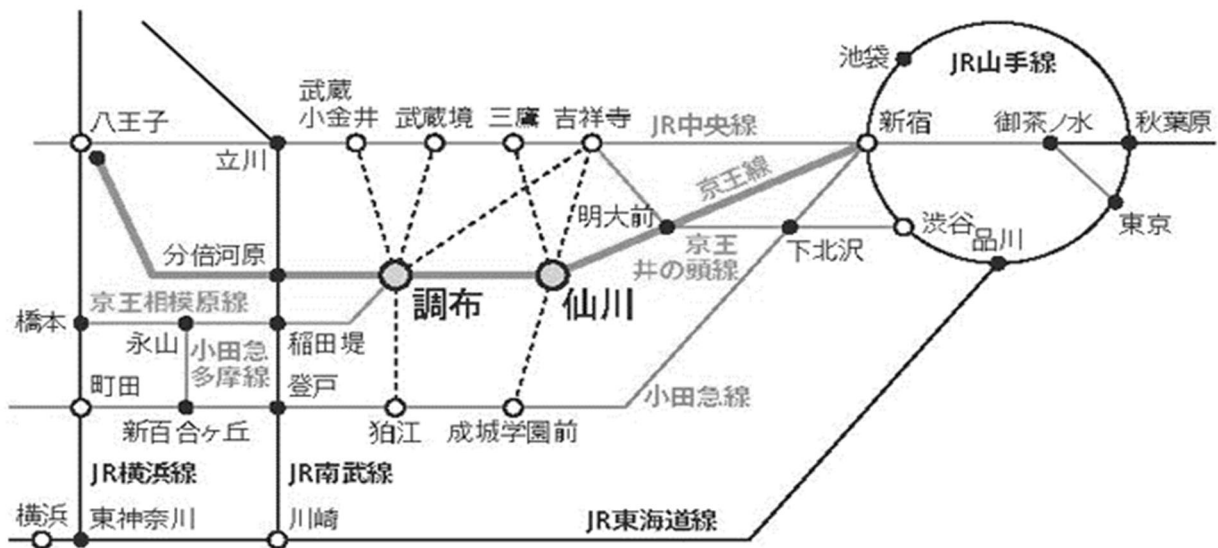 池袋
JR山手線
武蔵
小金井
武蔵境
三鷹
吉祥寺
八王子
JR中央線
新宿
御茶ノ水
秋葉原
立川
京王線
明大前
渋谷
東京
分倍河原
京王
井の頭線
下北沢
品川
京王相模原線
調布
仙川
橋本
永山
小田急
多摩線
稲田堤
町田
登戸
小田急線
新百合ヶ丘
狛江
成城学園前
JR横浜線
JR南武線
横浜
東神奈川
川崎
JR東海道線